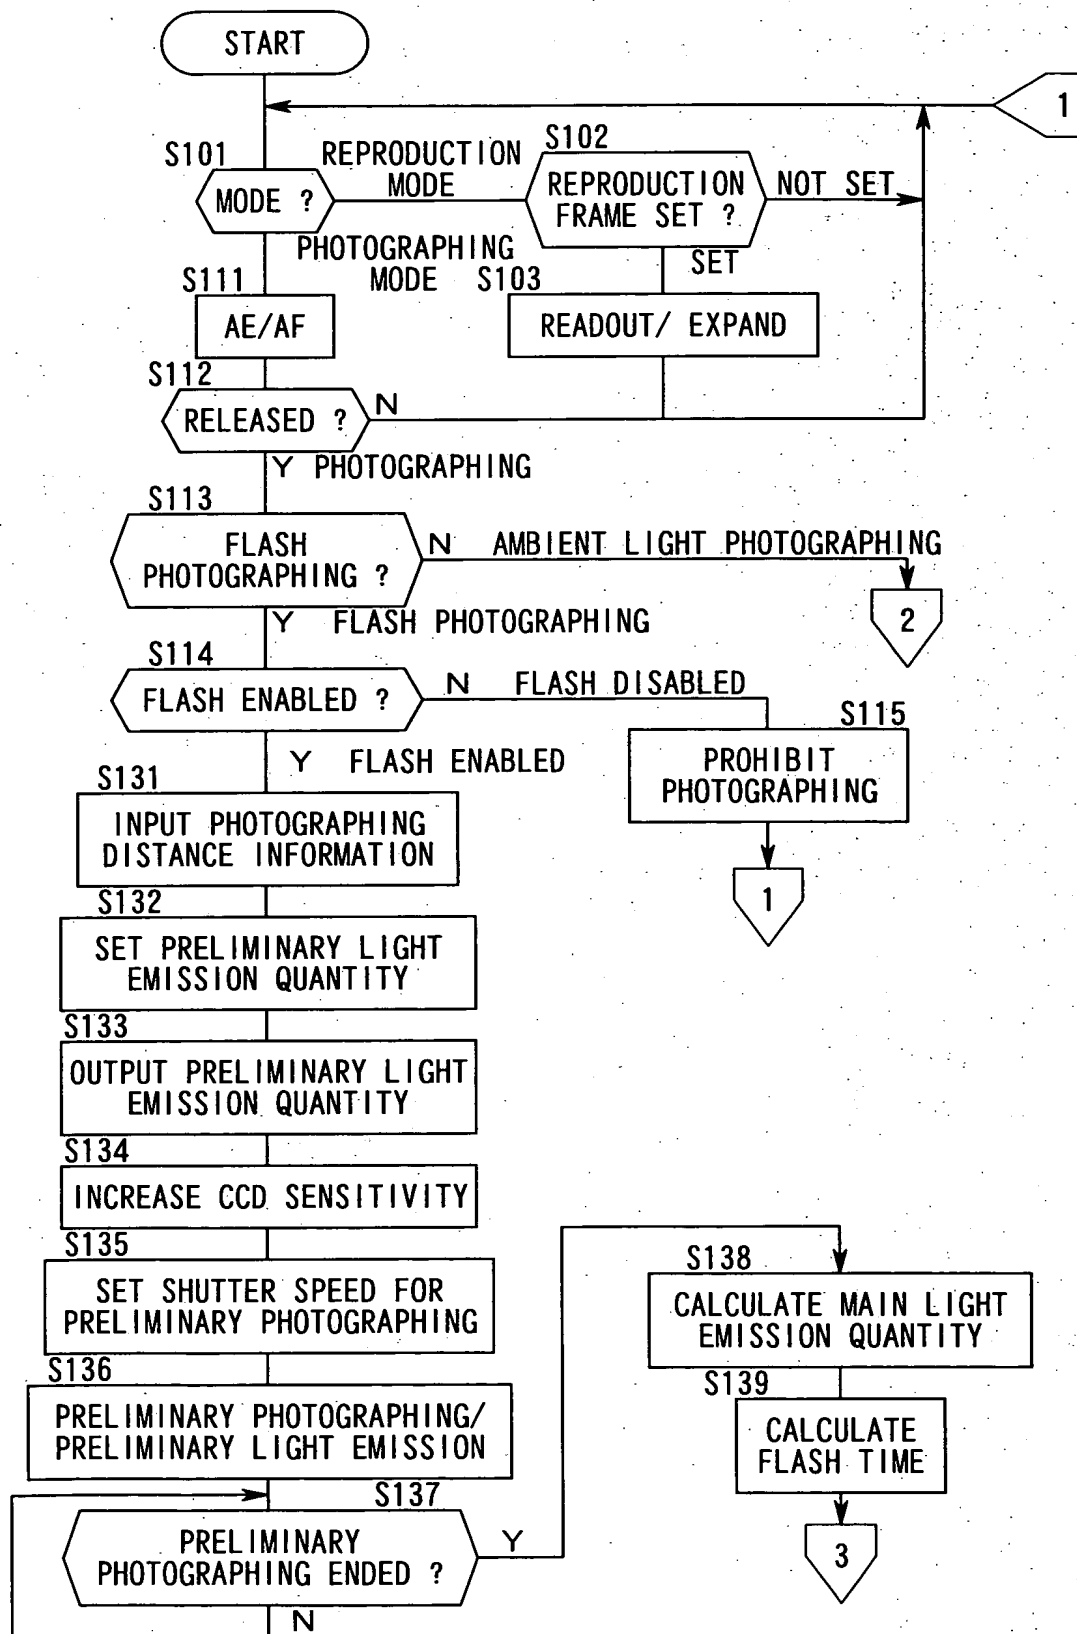 START
1
S101
MODE ?
REPRODUCTION
MODE
S102
REPRODUCTION
FRAME SET ?
NOT SET
PHOTOGRAPHING
MODE
SET
S103
READOUT/ EXPAND
S111
AE/AF
S112
RELEASED ?
N
Y PHOTOGRAPHING
S113
FLASH
PHOTOGRAPHING ?
N AMBIENT LIGHT PHOTOGRAPHING
2
Y FLASH PHOTOGRAPHING
S114
FLASH ENABLED ?
N FLASH DISABLED
S115
PROHIBIT
PHOTOGRAPHING
1
Y FLASH ENABLED
S131
INPUT PHOTOGRAPHING
DISTANCE INFORMATION
S132
SET PRELIMINARY LIGHT
EMISSION QUANTITY
S133
OUTPUT PRELIMINARY LIGHT
EMISSION QUANTITY
S134
INCREASE CCD SENSITIVITY
S135
SET SHUTTER SPEED FOR
PRELIMINARY PHOTOGRAPHING
S136
PRELIMINARY PHOTOGRAPHING/
PRELIMINARY LIGHT EMISSION
S137
PRELIMINARY
PHOTOGRAPHING ENDED ?
Y
N
S138
CALCULATE MAIN LIGHT
EMISSION QUANTITY
S139
CALCULATE
FLASH TIME
3